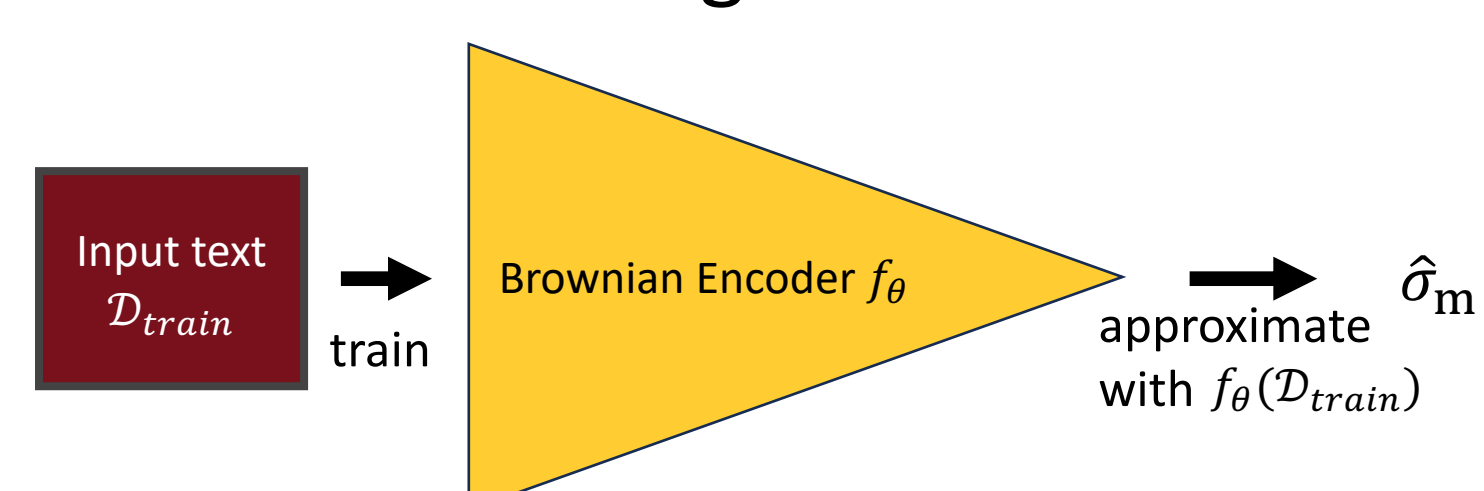 Input text
𝒟_train
train
Brownian Encoder f_θ
approximate
with f_θ(𝒟_train)
σ̂_m